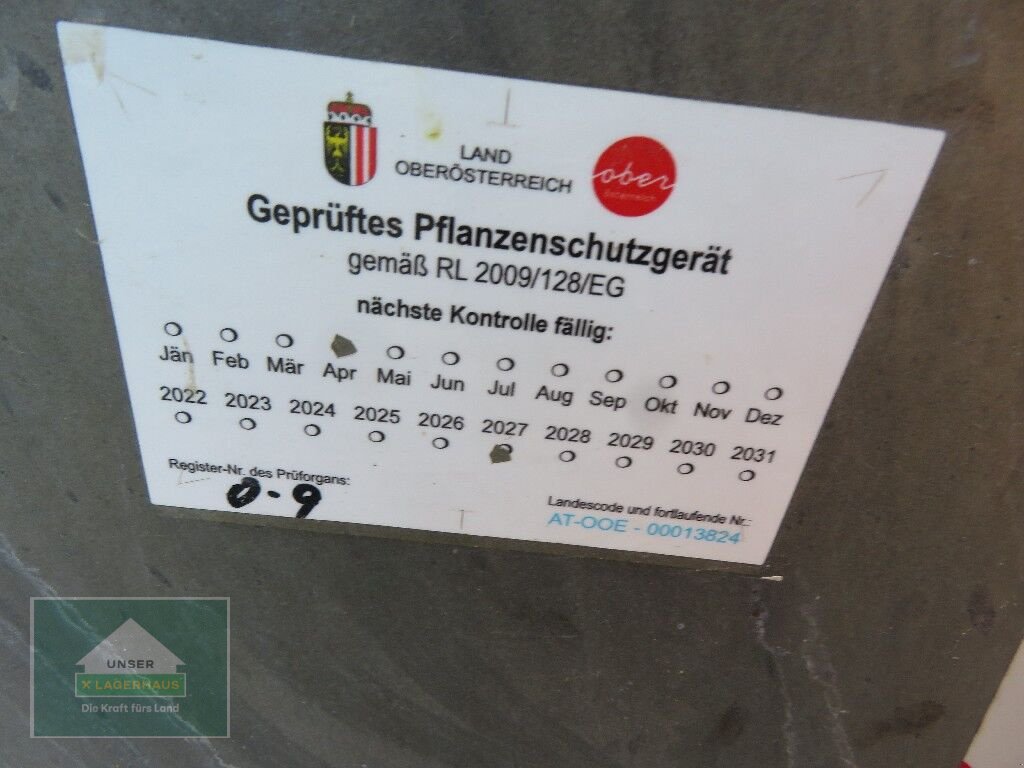 LAND
OBERÖSTERREICH
ober
österreich
Geprüftes Pflanzenschutzgerät
gemäß RL 2009/128/EG
nächste Kontrolle fällig:
Jän Feb Mär Apr Mai Jun Jul Aug Sep Okt Nov Dez
2022 2023 2024 2025 2026 2027 2028 2029 2030 2031
Register-Nr. des Prüforgans:
0-9
Landescode und fortlaufende Nr.:
AT-OOE - 00013824
UNSER
X LAGERHAUS
Die Kraft fürs Land